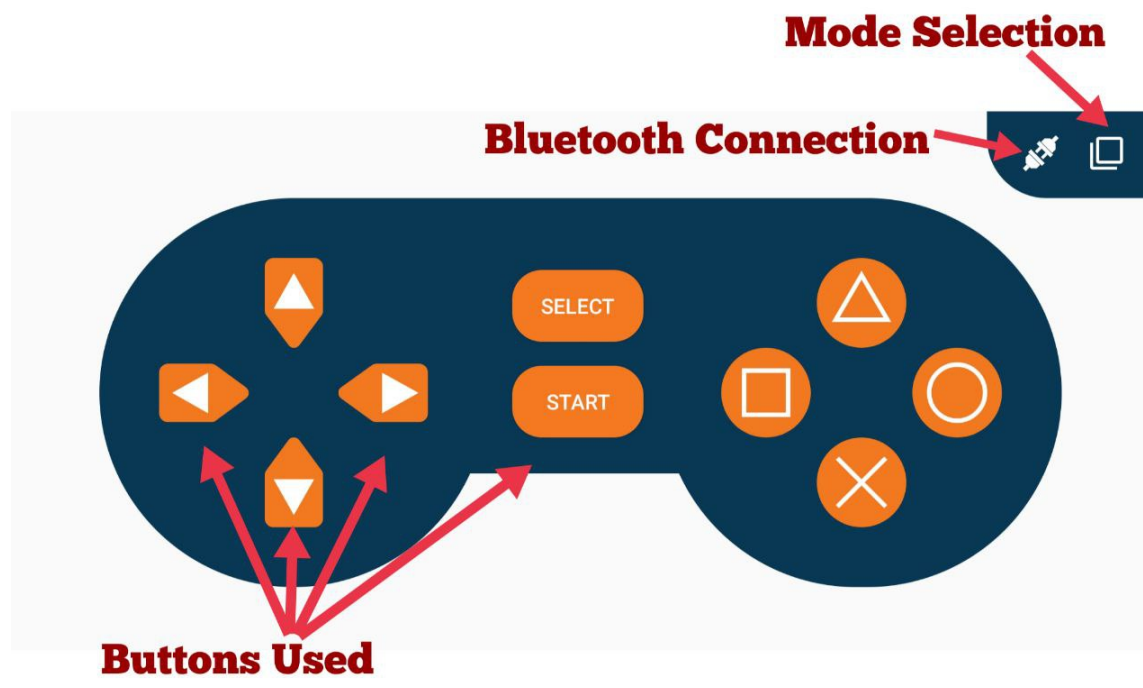 Mode Selection
Bluetooth Connection
SELECT
START
Buttons Used